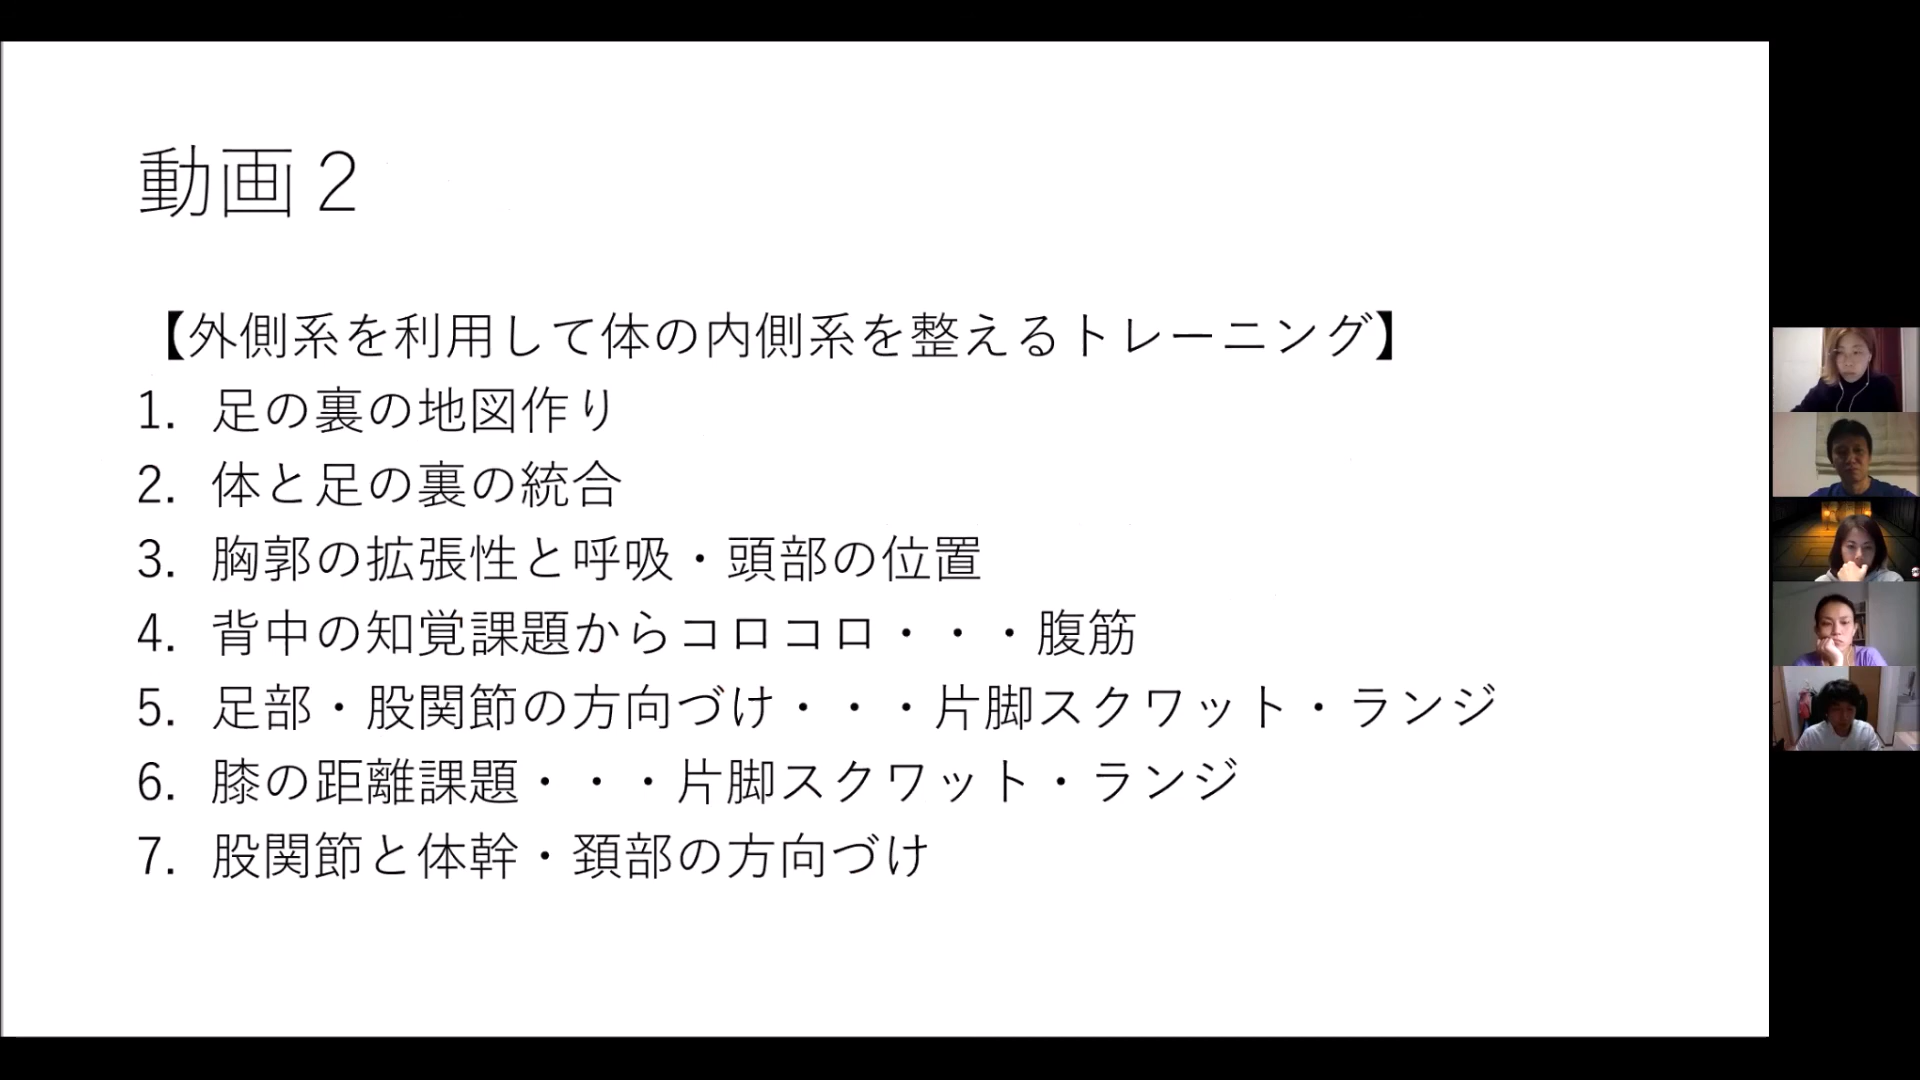 動画２
【外側系を利用して体の内側系を整えるトレーニング】
1. 足の裏の地図作り
2. 体と足の裏の統合
3. 胸郭の拡張性と呼吸・頭部の位置
4. 背中の知覚課題からコロコロ・・・腹筋
5. 足部・股関節の方向づけ・・・片脚スクワット・ランジ
6. 膝の距離課題・・・片脚スクワット・ランジ
7. 股関節と体幹・頚部の方向づけ